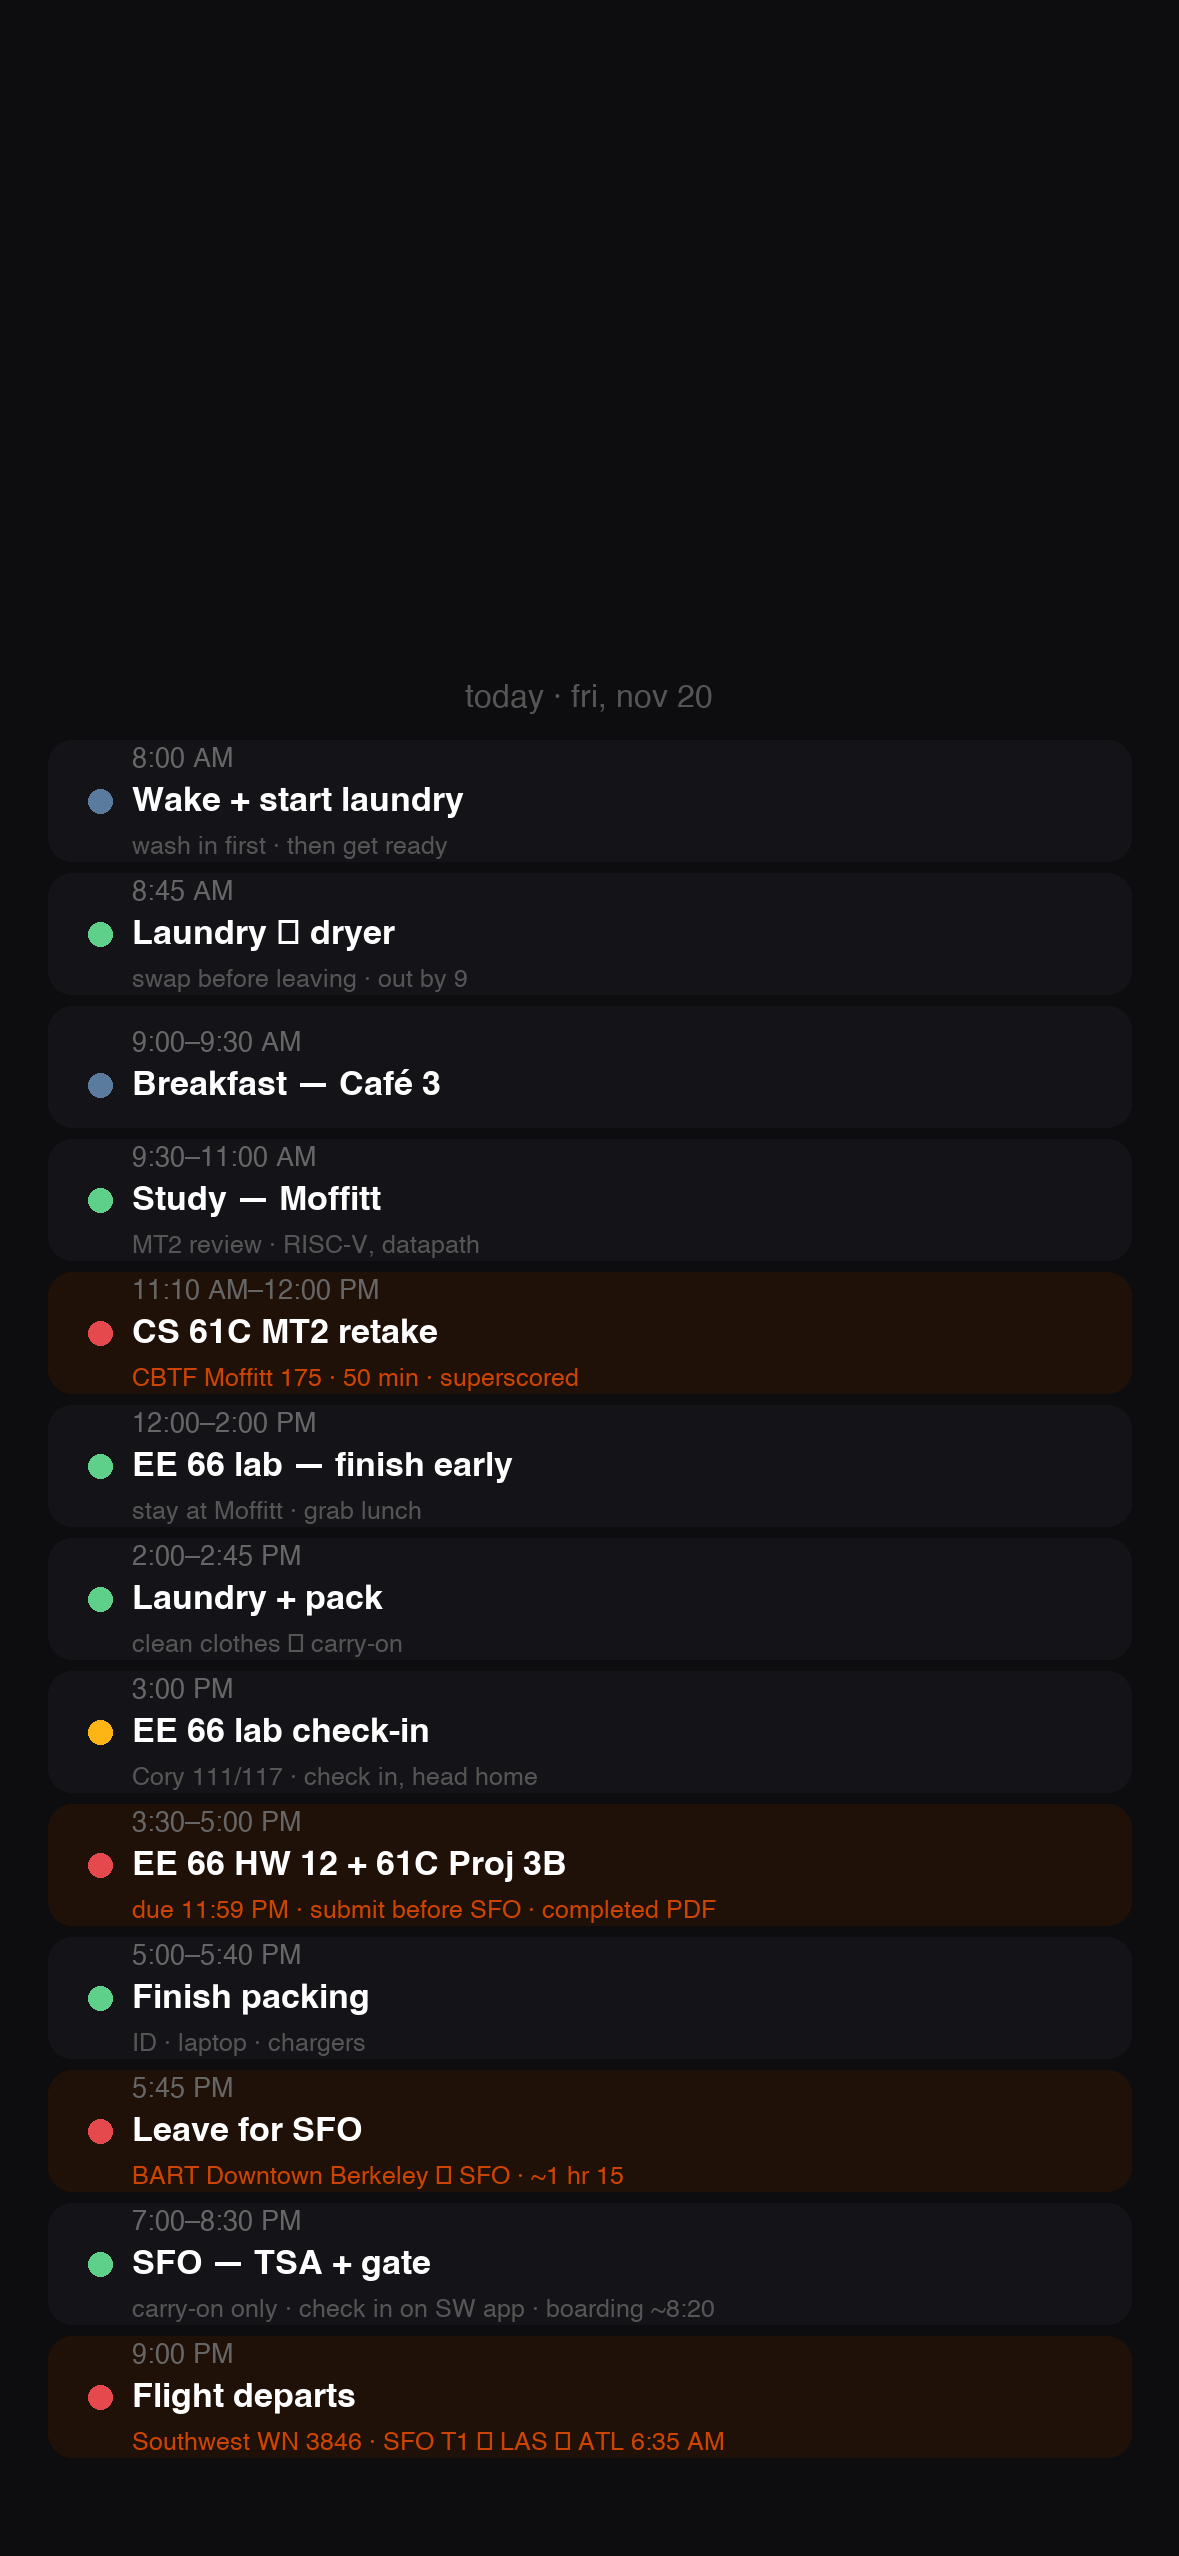 today · fri, nov 20
8:00 AM
Wake + start laundry
wash in first · then get ready
8:45 AM
Laundry □ dryer
swap before leaving · out by 9
9:00–9:30 AM
Breakfast — Café 3
9:30–11:00 AM
Study — Moffitt
MT2 review · RISC-V, datapath
11:10 AM–12:00 PM
CS 61C MT2 retake
CBTF Moffitt 175 · 50 min · superscored
12:00–2:00 PM
EE 66 lab — finish early
stay at Moffitt · grab lunch
2:00–2:45 PM
Laundry + pack
clean clothes □ carry-on
3:00 PM
EE 66 lab check-in
Cory 111/117 · check in, head home
3:30–5:00 PM
EE 66 HW 12 + 61C Proj 3B
due 11:59 PM · submit before SFO · completed PDF
5:00–5:40 PM
Finish packing
ID · laptop · chargers
5:45 PM
Leave for SFO
BART Downtown Berkeley □ SFO · ~1 hr 15
7:00–8:30 PM
SFO — TSA + gate
carry-on only · check in on SW app · boarding ~8:20
9:00 PM
Flight departs
Southwest WN 3846 · SFO T1 □ LAS □ ATL 6:35 AM